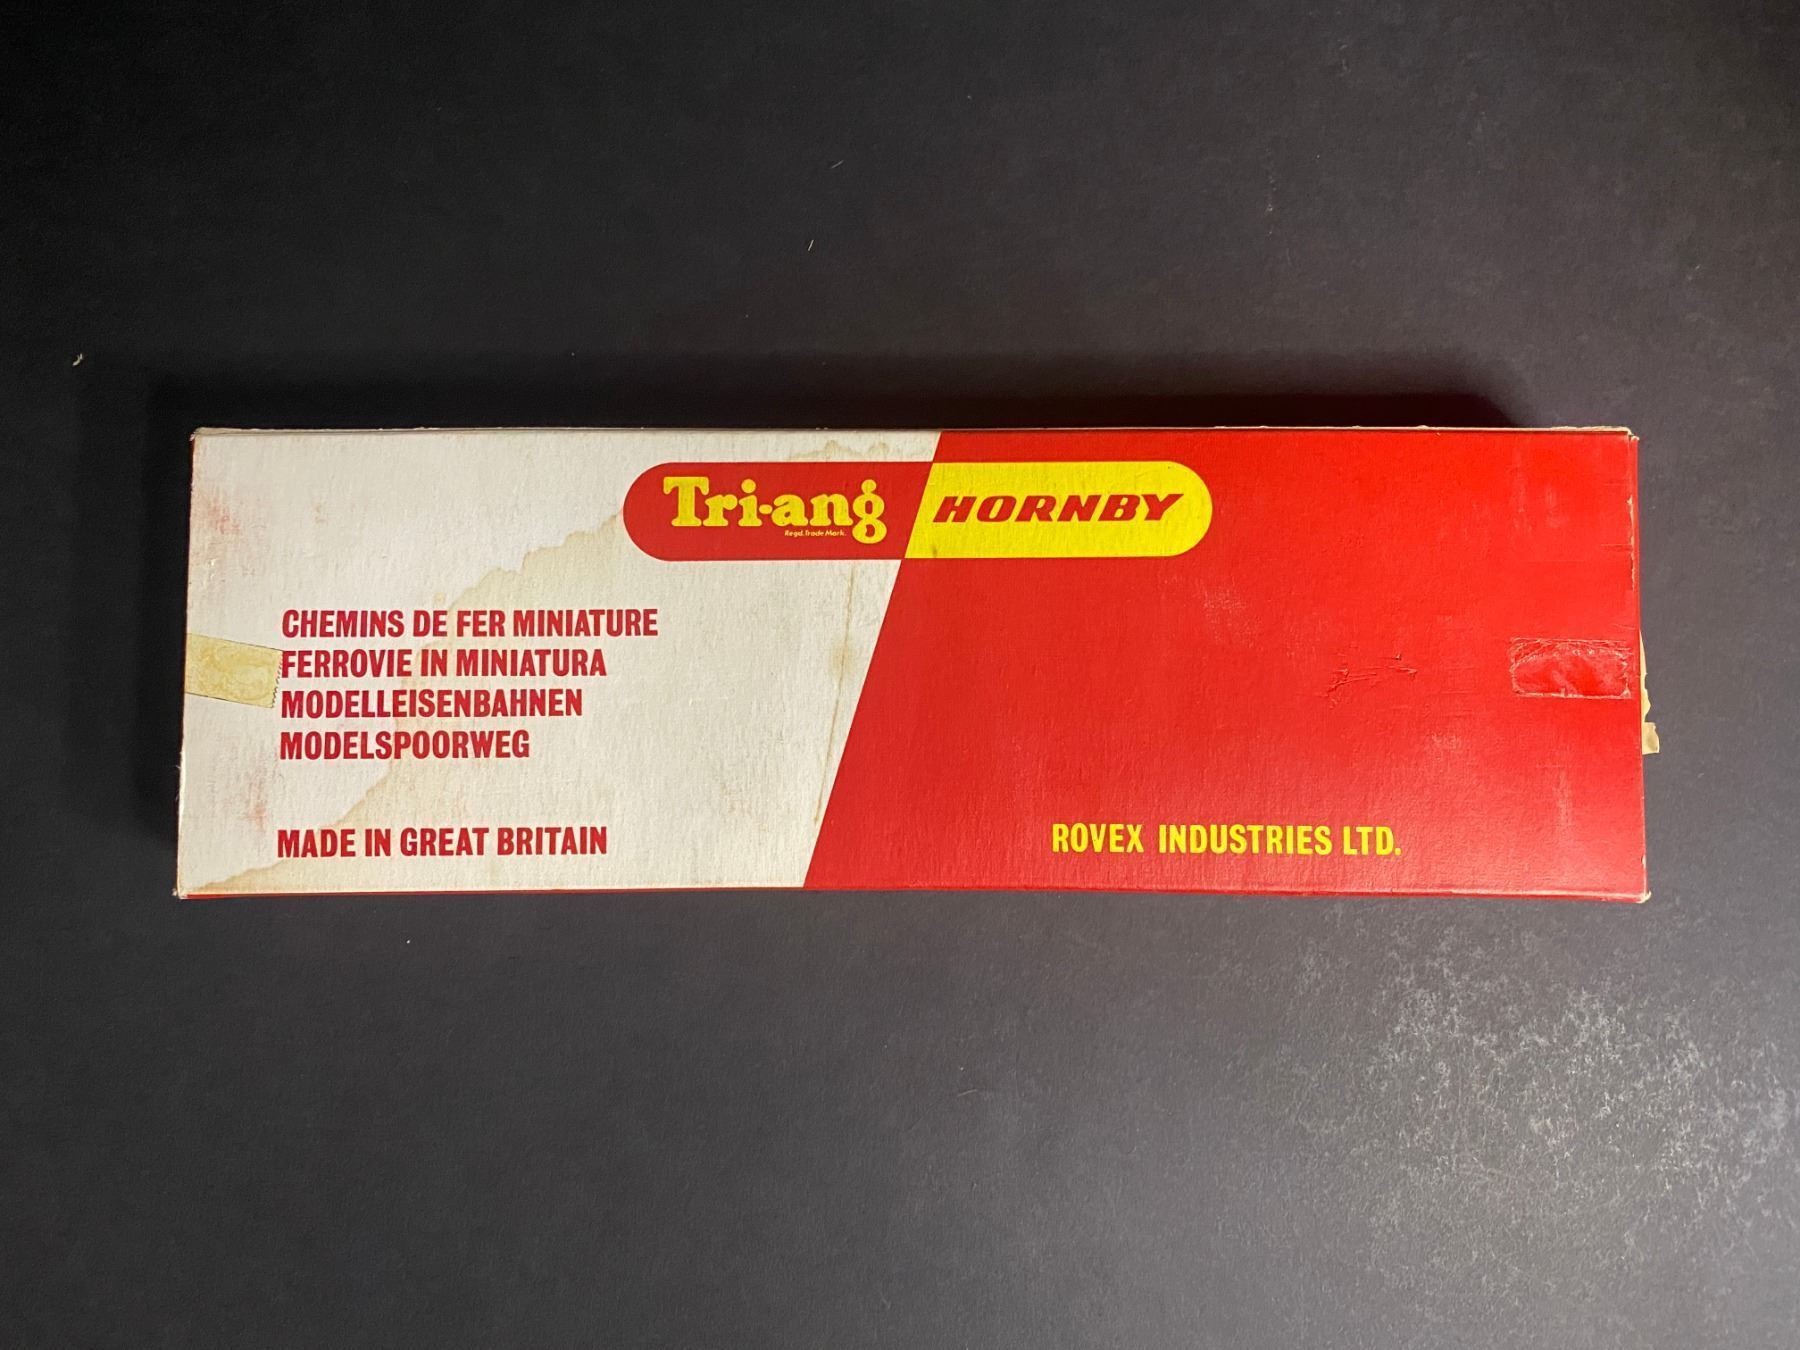 Tri-ang HORNBY
Regd. Trade Mark.
CHEMINS DE FER MINIATURE
FERROVIE IN MINIATURA
MODELLEISENBAHNEN
MODELSPOORWEG
MADE IN GREAT BRITAIN
ROVEX INDUSTRIES LTD.